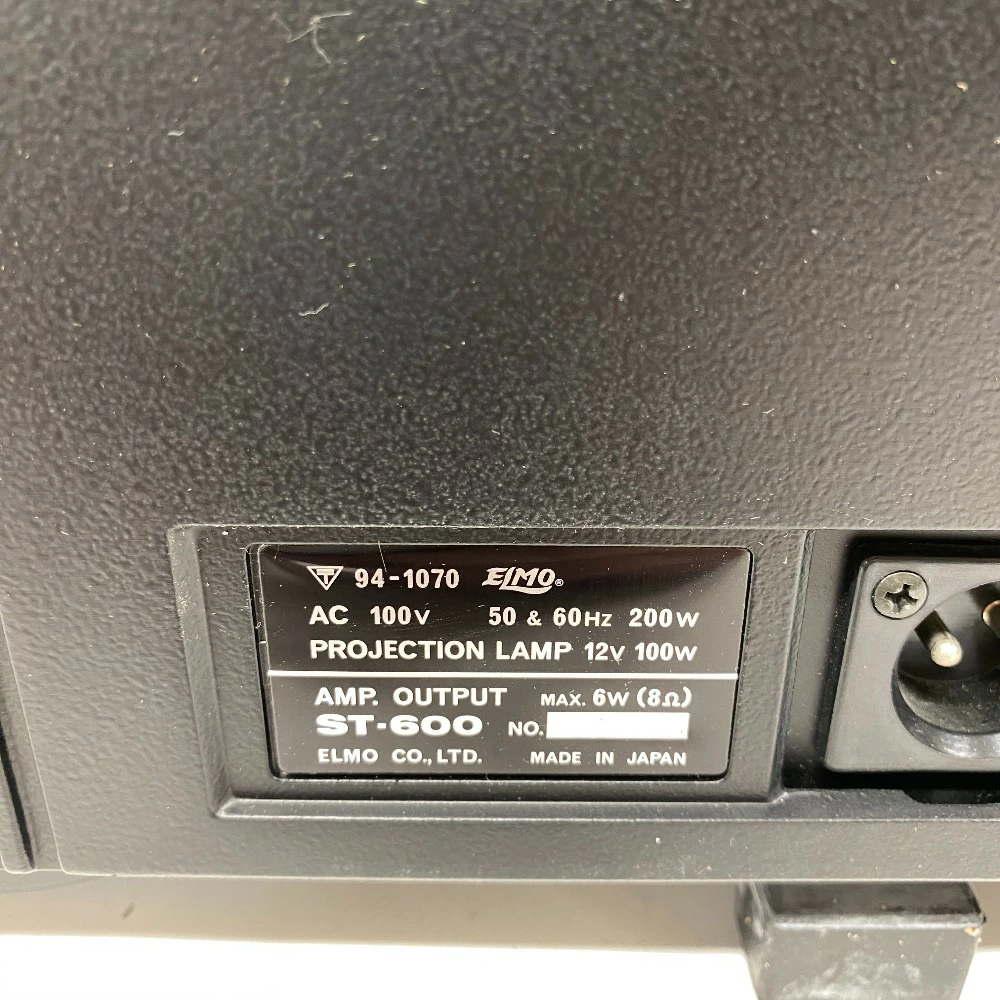 T 94-1070 ELMO®
AC 100V 50 & 60Hz 200W
PROJECTION LAMP 12V 100W
AMP. OUTPUT MAX. 6W (8Ω)
ST-600 NO.
ELMO CO., LTD. MADE IN JAPAN